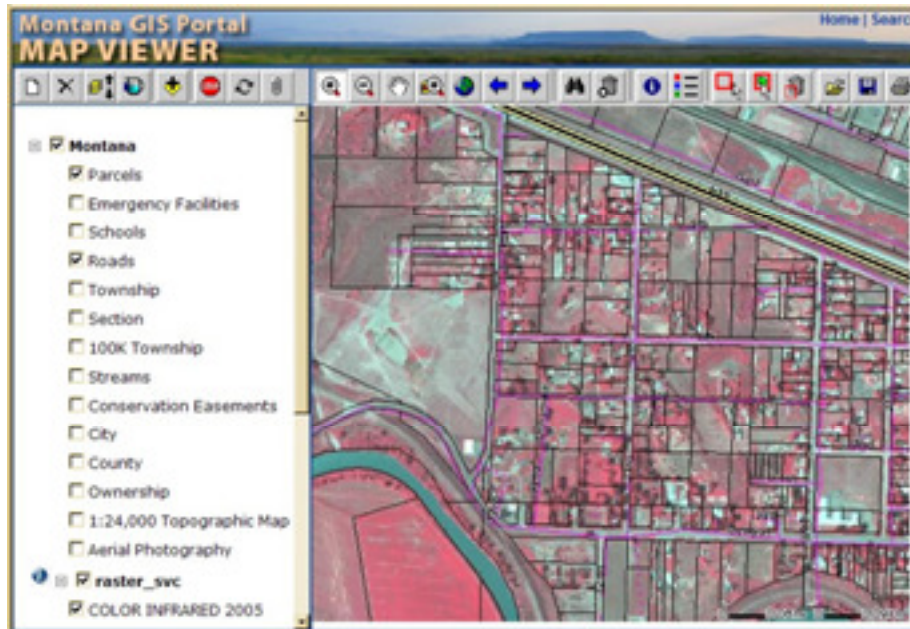 Montana GIS Portal
Home | Searc
MAP VIEWER
Montana
Parcels
Emergency Facilities
Schools
Roads
Township
Section
100K Township
Streams
Conservation Easements
City
County
Ownership
1:24,000 Topographic Map
Aerial Photography
raster_svc
COLOR INFRARED 2005